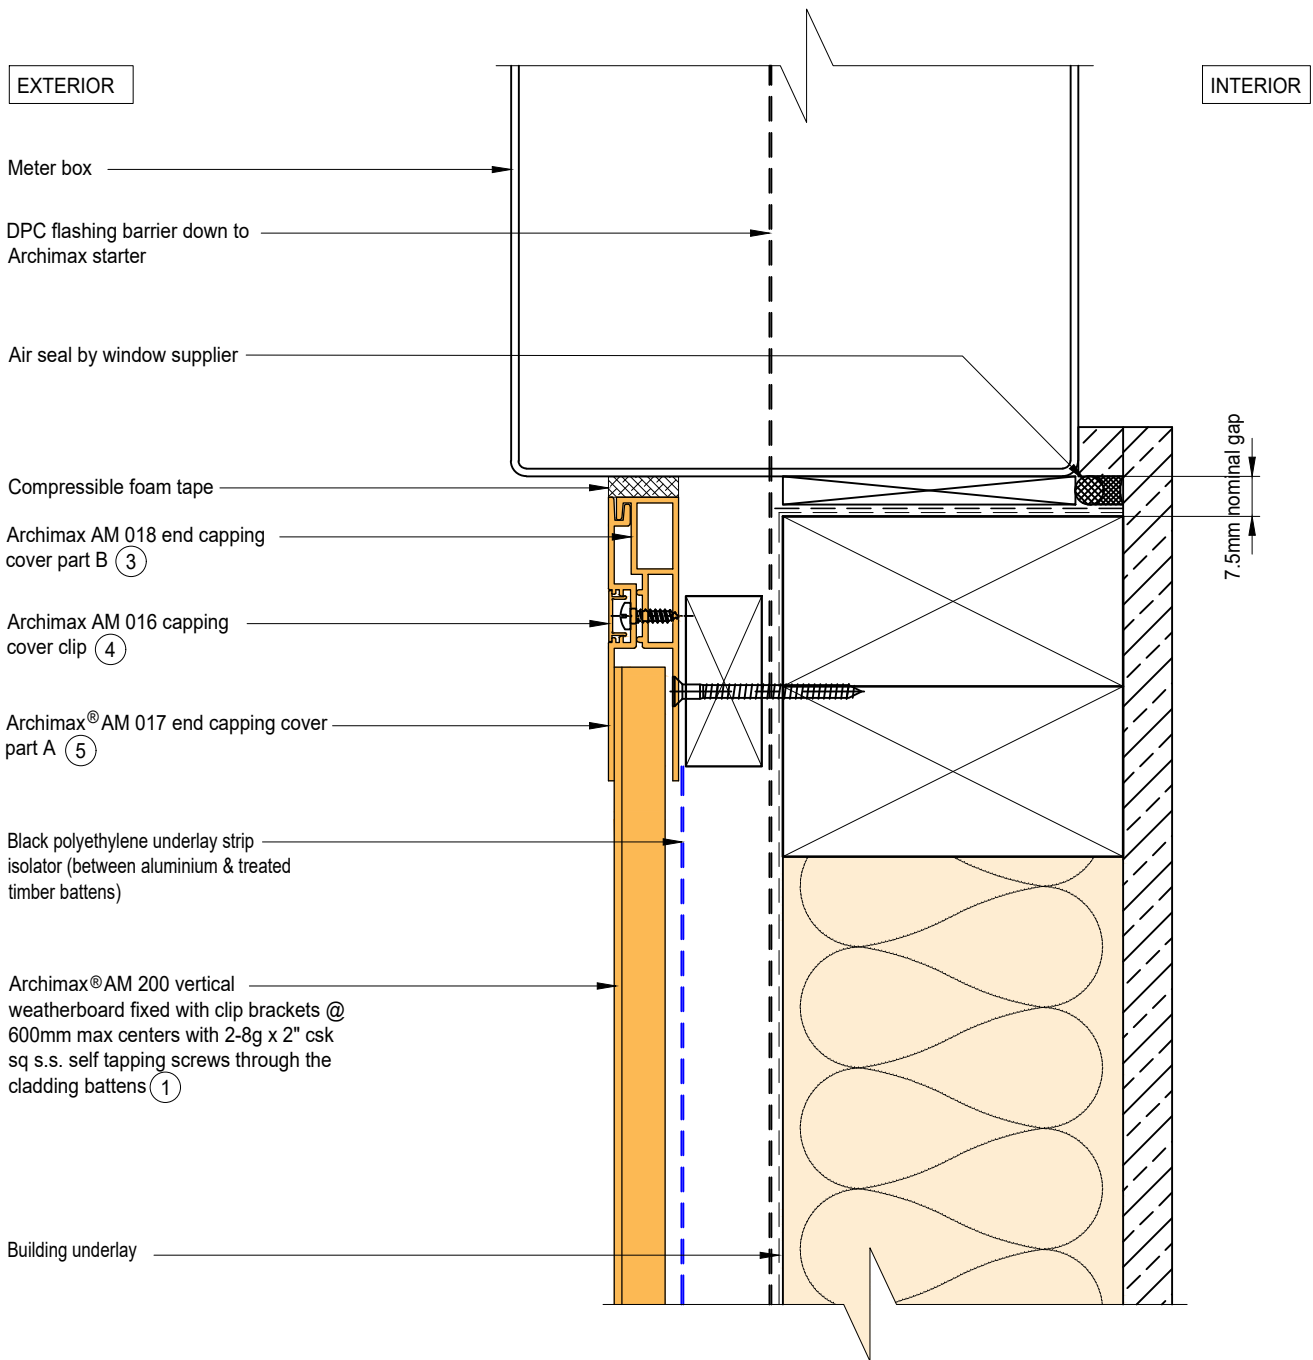 EXTERIOR
INTERIOR
Meter box
DPC flashing barrier down to
Archimax starter
Air seal by window supplier
7.5mm nominal gap
Compressible foam tape
Archimax AM 018 end capping
cover part B 3
Archimax AM 016 capping
cover clip 4
Archimax® AM 017 end capping cover
part A 5
Black polyethylene underlay strip
isolator (between aluminium & treated
timber battens)
Archimax® AM 200 vertical
weatherboard fixed with clip brackets @
600mm max centers with 2-8g x 2" csk
sq s.s. self tapping screws through the
cladding battens 1
Building underlay